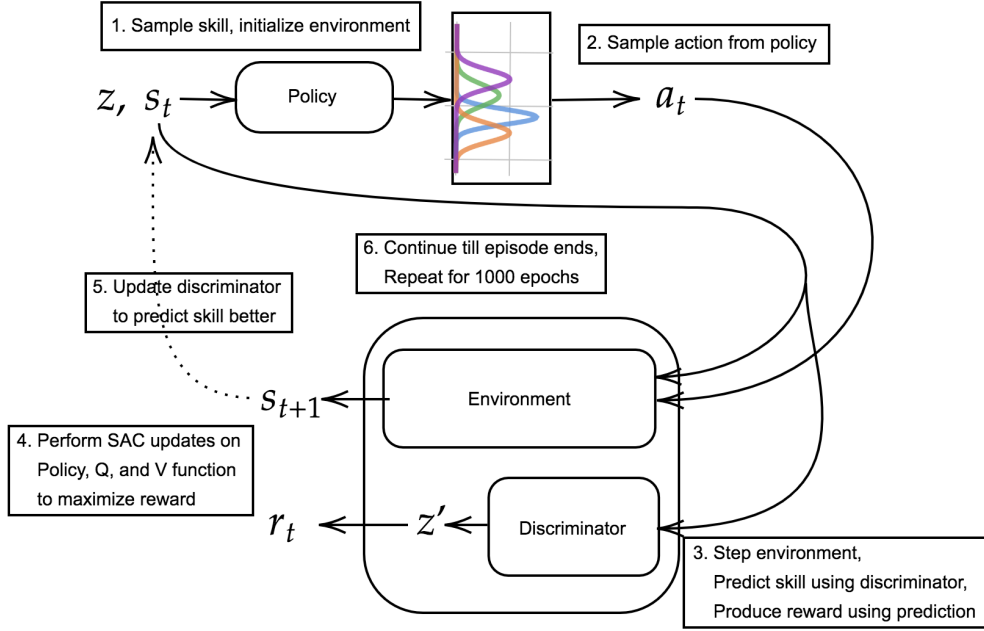 1. Sample skill, initialize environment
2. Sample action from policy
z, s_t
Policy
a_t
6. Continue till episode ends,
Repeat for 1000 epochs
5. Update discriminator
to predict skill better
Environment
s_{t+1}
4. Perform SAC updates on
Policy, Q, and V function
to maximize reward
r_t
z'
Discriminator
3. Step environment,
Predict skill using discriminator,
Produce reward using prediction